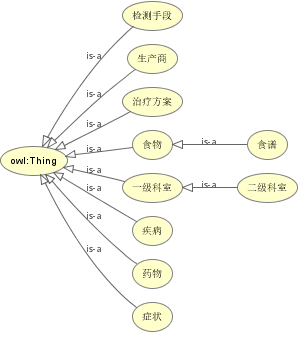 检测手段
is-a
生产商
is-a
治疗方案
is-a
食物
is-a
食谱
is-a
owl:Thing
一级科室
is-a
二级科室
is-a
疾病
is-a
药物
is-a
症状
is-a